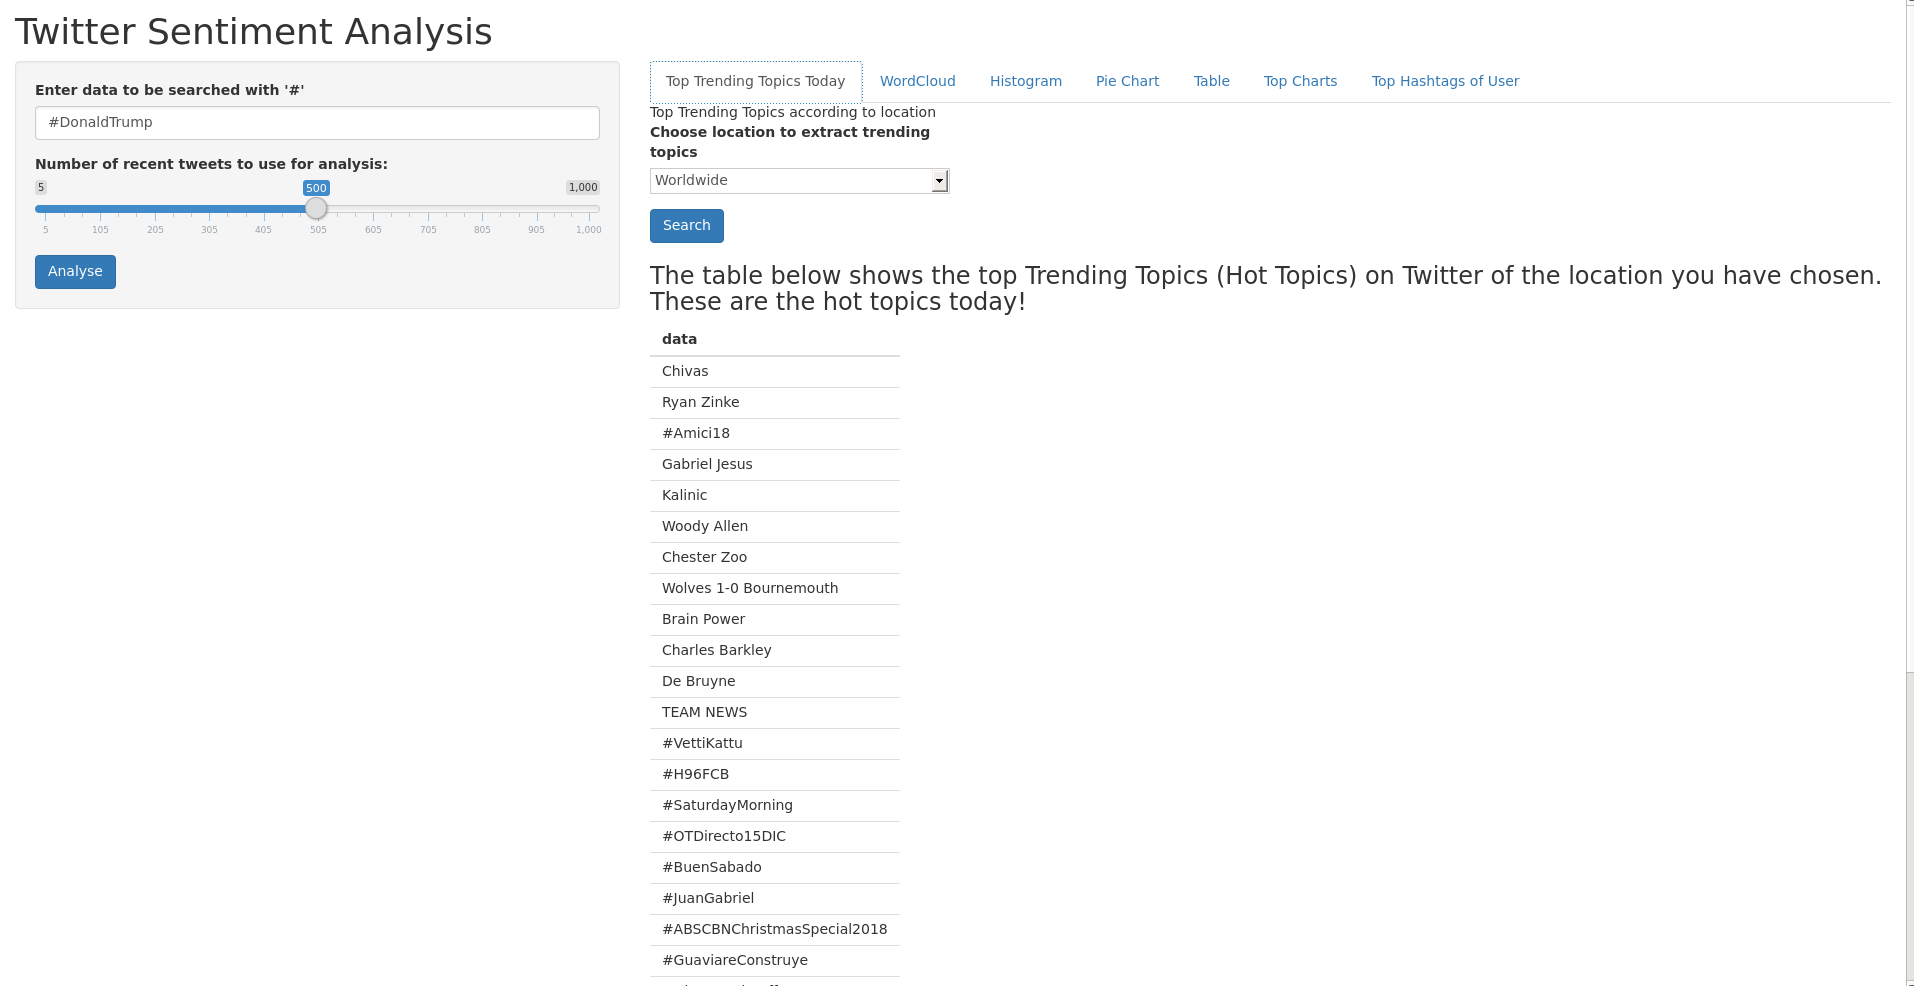 Twitter Sentiment Analysis
Enter data to be searched with '#'
#DonaldTrump
Number of recent tweets to use for analysis:
5 500 1,000
5 105 205 305 405 505 605 705 805 905 1,000
Analyse
Top Trending Topics Today WordCloud Histogram Pie Chart Table Top Charts Top Hashtags of User
Top Trending Topics according to location
Choose location to extract trending
topics
Worldwide
Search
The table below shows the top Trending Topics (Hot Topics) on Twitter of the location you have chosen.
These are the hot topics today!
data
Chivas
Ryan Zinke
#Amici18
Gabriel Jesus
Kalinic
Woody Allen
Chester Zoo
Wolves 1-0 Bournemouth
Brain Power
Charles Barkley
De Bruyne
TEAM NEWS
#VettiKattu
#H96FCB
#SaturdayMorning
#OTDirecto15DIC
#BuenSabado
#JuanGabriel
#ABSCBNChristmasSpecial2018
#GuaviareConstruye